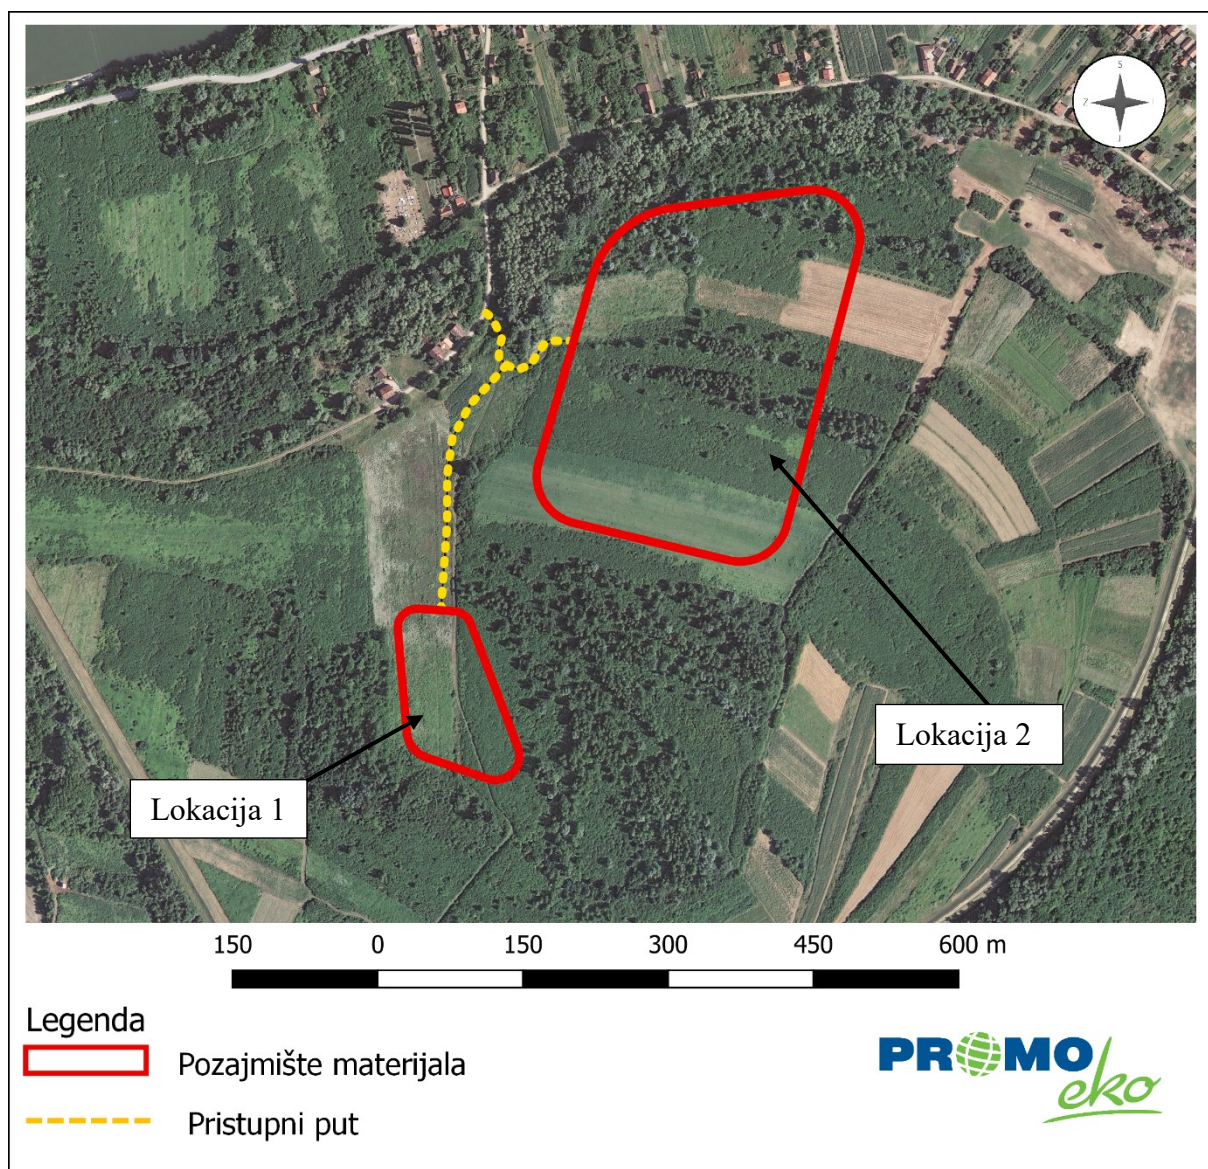 S
Z
I
I
Lokacija 2
Lokacija 1
150 0 150 300 450 600 m
Legenda
Pozajmište materijala
Pristupni put
PROMO
eko